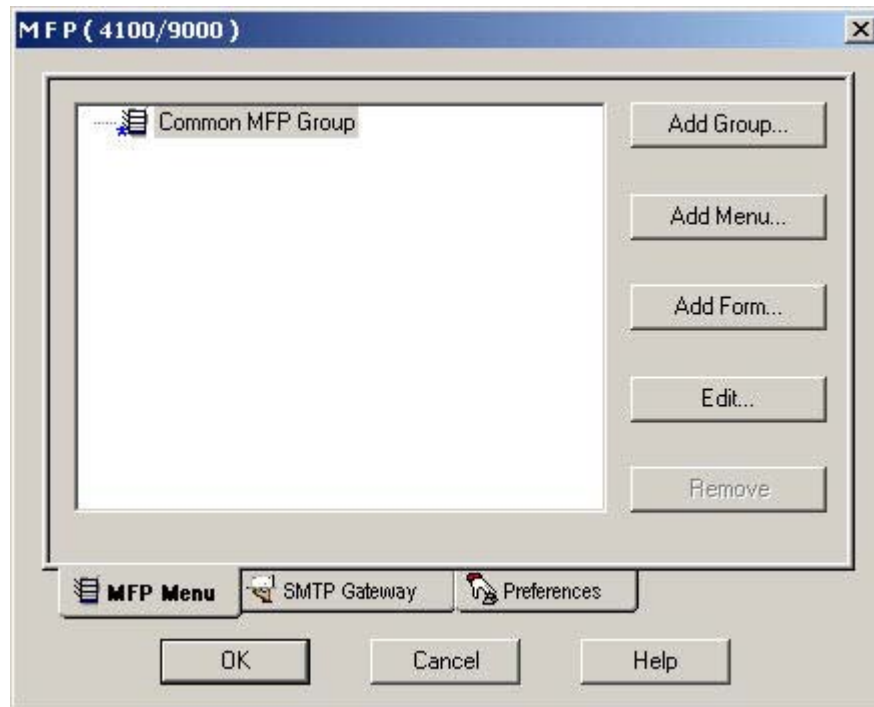 MFP(4100/9000)
Common MFP Group
Add Group...
Add Menu...
Add Form...
Edit...
Remove
MFP Menu
SMTP Gateway
Preferences
OK
Cancel
Help